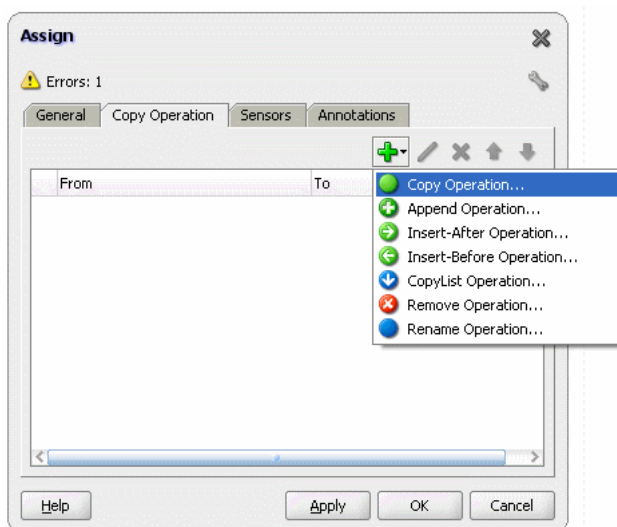 Assign
Errors: 1
General Copy Operation Sensors Annotations
From To
Copy Operation...
Append Operation...
Insert-After Operation...
Insert-Before Operation...
CopyList Operation...
Remove Operation...
Rename Operation...
Help Apply OK Cancel